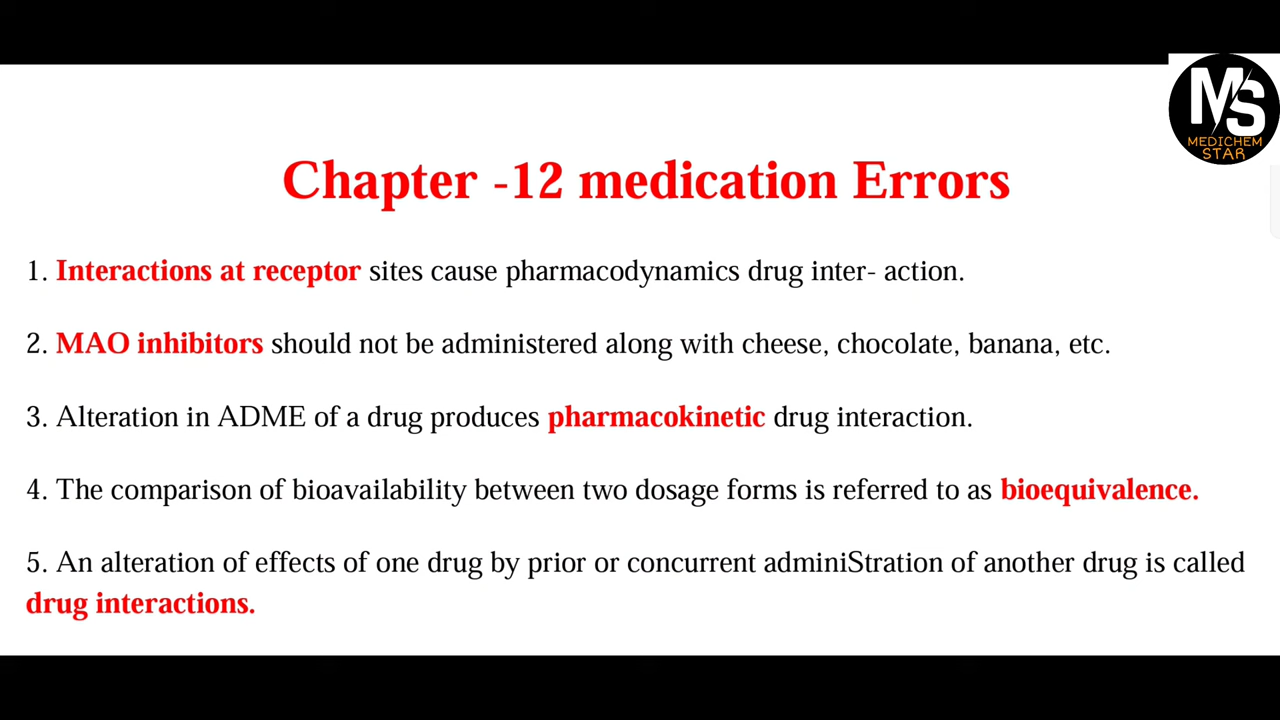 MS
MEDICHEM
STAR
Chapter -12 medication Errors
1. Interactions at receptor sites cause pharmacodynamics drug inter- action.
2. MAO inhibitors should not be administered along with cheese, chocolate, banana, etc.
3. Alteration in ADME of a drug produces pharmacokinetic drug interaction.
4. The comparison of bioavailability between two dosage forms is referred to as bioequivalence.
5. An alteration of effects of one drug by prior or concurrent adminiStration of another drug is called
drug interactions.